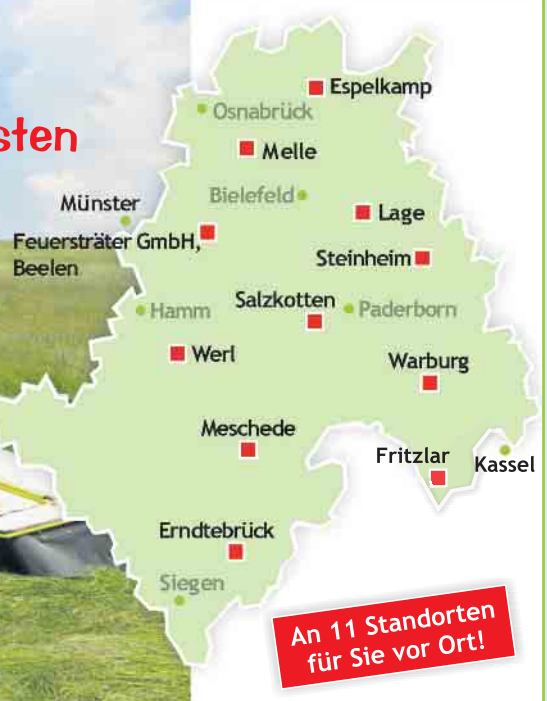 sten
Espelkamp
Osnabrück
Melle
Bielefeld
Münster
Lage
Feuersträter GmbH,
Beelen
Steinheim
Salzkotten
Hamm
Paderborn
Werl
Warburg
Meschede
Fritzlar
Kassel
Erndtebrück
Siegen
An 11 Standorten
für Sie vor Ort!